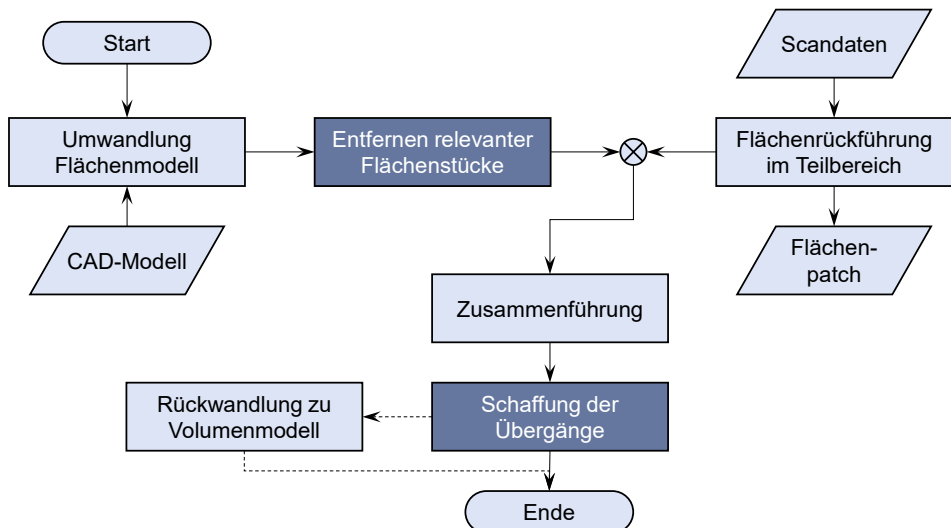 Start
Scandaten
Umwandlung
Flächenmodell
Entfernen relevanter
Flächenstücke
Flächenrückführung
im Teilbereich
CAD-Modell
Flächen-
patch
Zusammenführung
Rückwandlung zu
Volumenmodell
Schaffung der
Übergänge
Ende